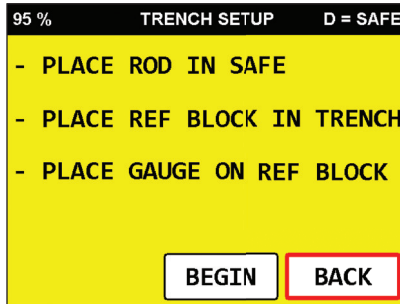 95 % TRENCH SETUP D = SAFE
- PLACE ROD IN SAFE
- PLACE REF BLOCK IN TRENCH
- PLACE GAUGE ON REF BLOCK
BEGIN BACK